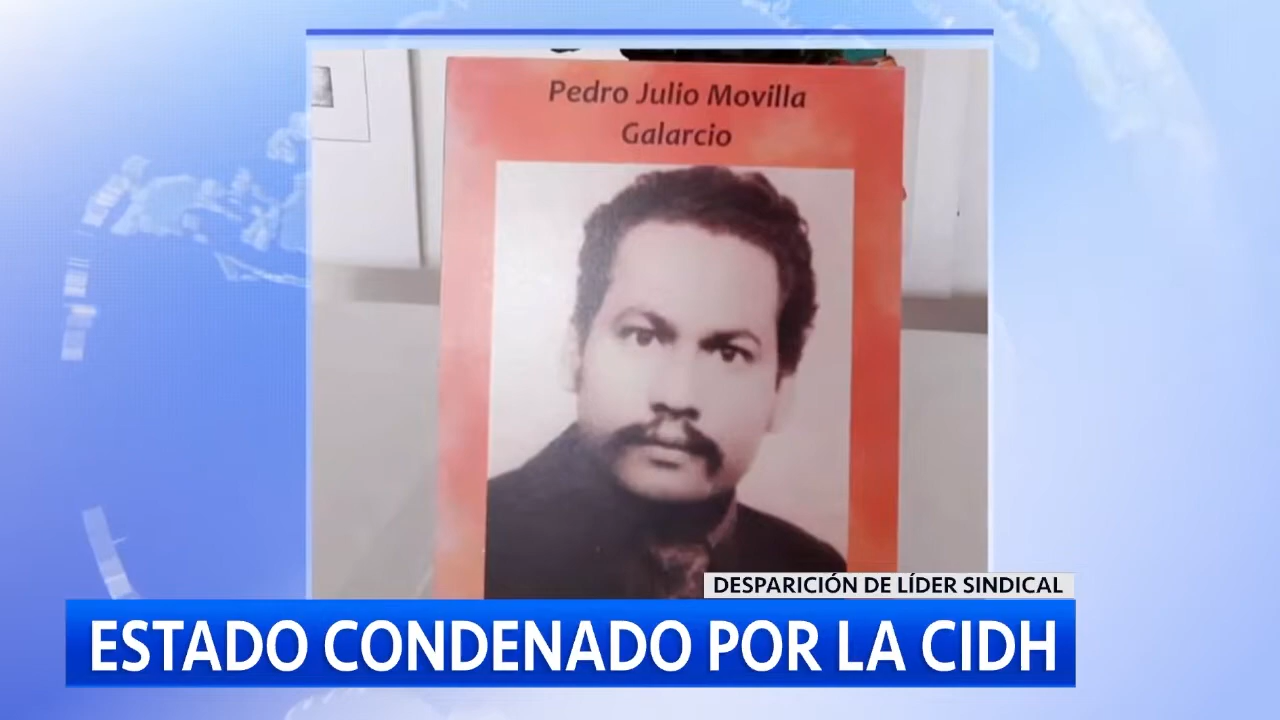 Pedro Julio Movilla
Galarcio
DESPARICIÓN DE LÍDER SINDICAL
ESTADO CONDENADO POR LA CIDH